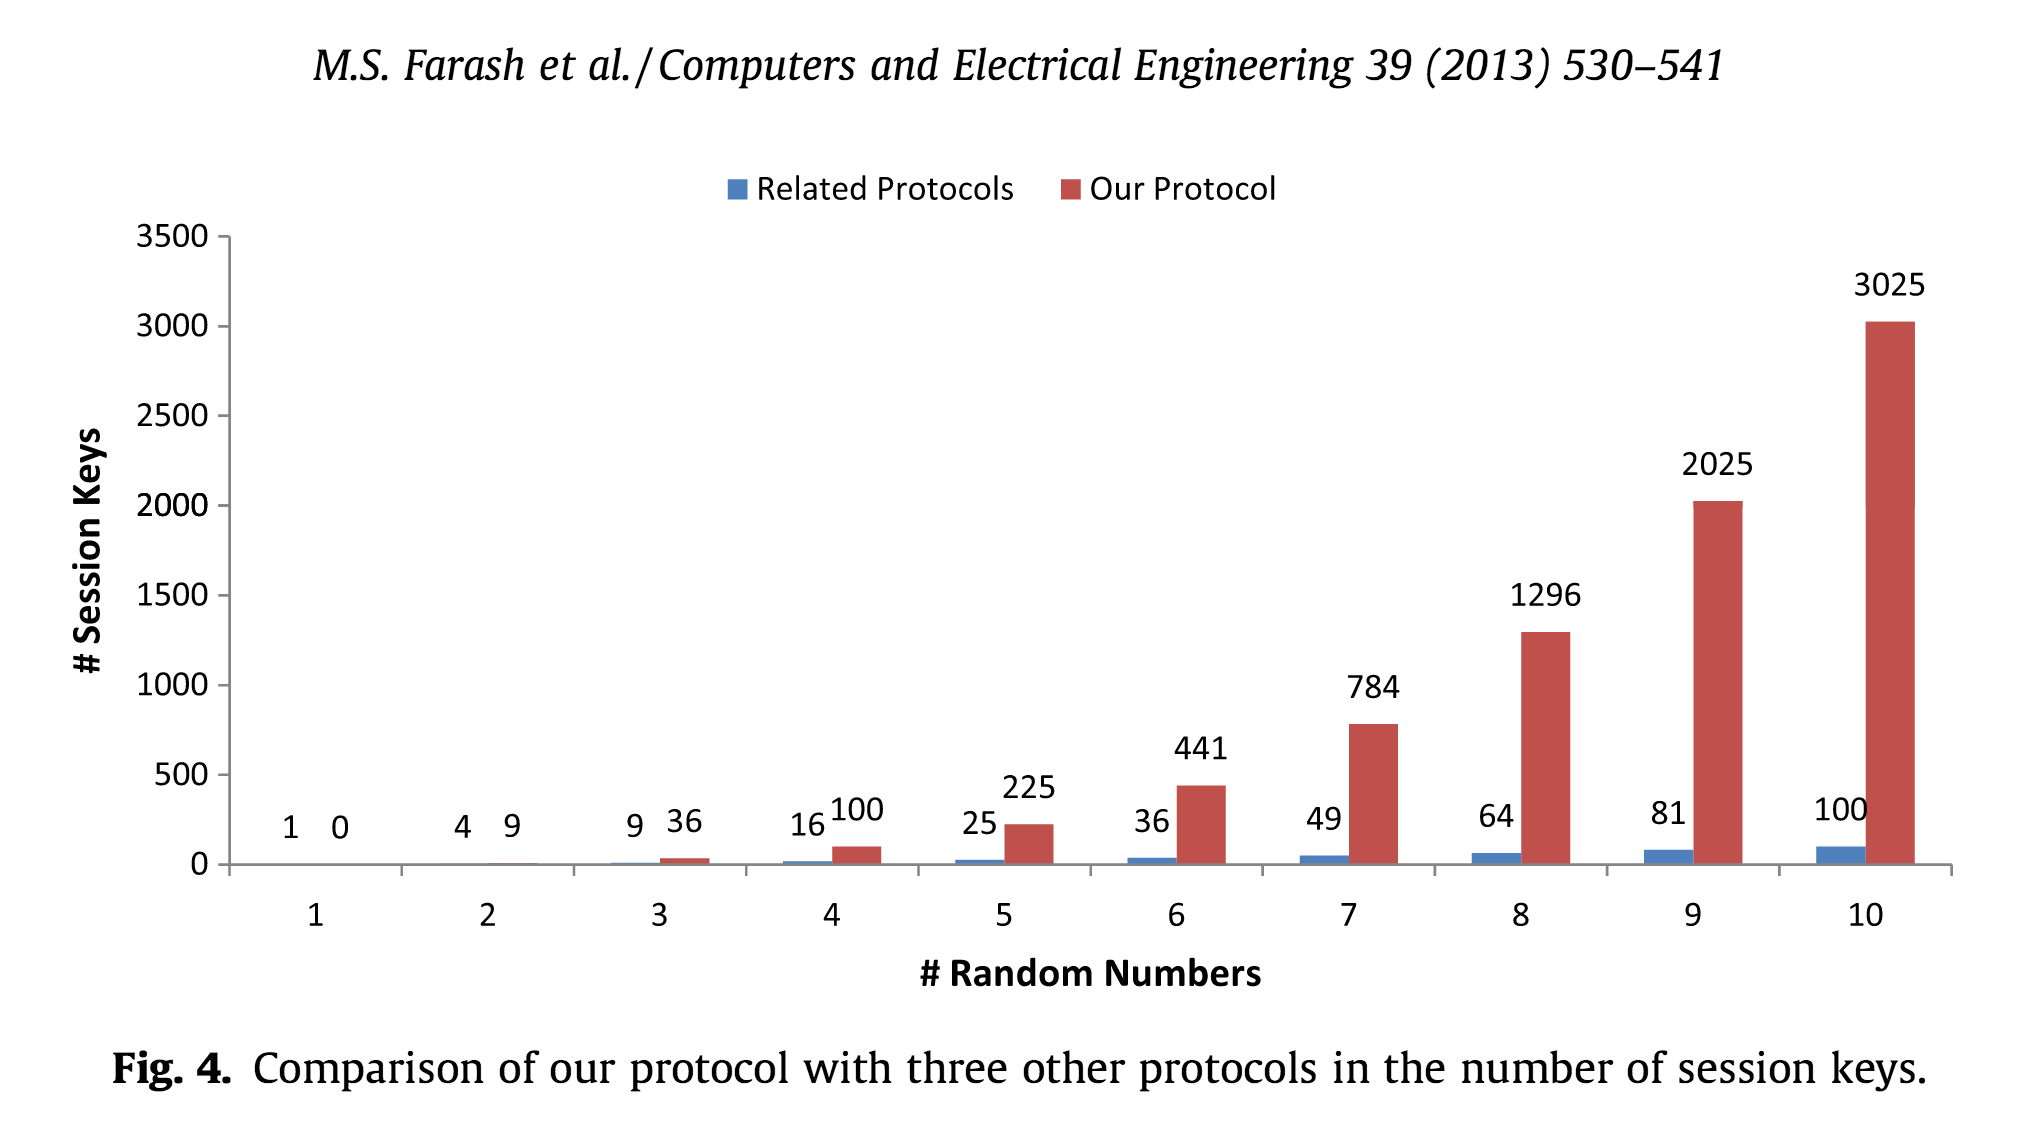 M.S. Farash et al. / Computers and Electrical Engineering 39 (2013) 530–541
Related Protocols Our Protocol
3500
3000
2500
2000
1500
1000
500
0
# Session Keys
1 0 4 9 9 36 16 100 25 225 36 441 49 784 64 1296 81 2025 100 3025
1 2 3 4 5 6 7 8 9 10
# Random Numbers
Fig. 4. Comparison of our protocol with three other protocols in the number of session keys.